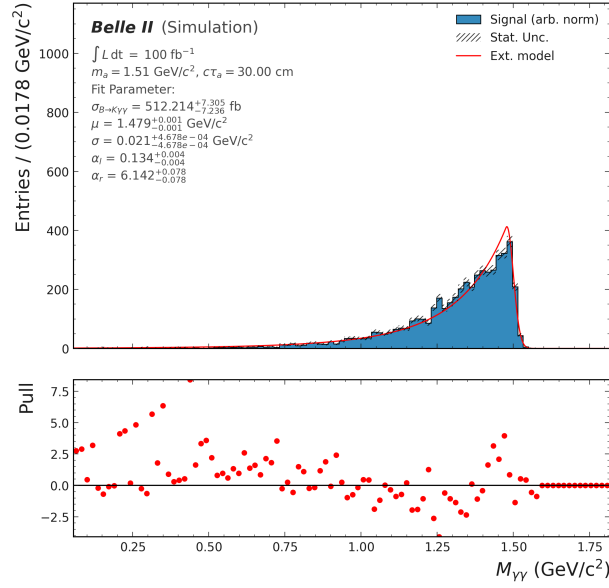 Belle II (Simulation)
∫ L dt = 100 fb⁻¹
m_a = 1.51 GeV/c², cτ_a = 30.00 cm
Fit Parameter:
σ_{B→Kγγ} = 512.214^{+7.305}_{-7.236} fb
μ = 1.479^{+0.001}_{-0.001} GeV/c²
σ = 0.021^{+4.678e−04}_{-4.678e−04} GeV/c²
α_l = 0.134^{+0.004}_{-0.004}
α_r = 6.142^{+0.078}_{-0.078}
Signal (arb. norm)
Stat. Unc.
Ext. model
Entries / (0.0178 GeV/c²)
1000
800
600
400
200
0
Pull
7.5
5.0
2.5
0.0
−2.5
0.25 0.50 0.75 1.00 1.25 1.50 1.75
M_{γγ} (GeV/c²)